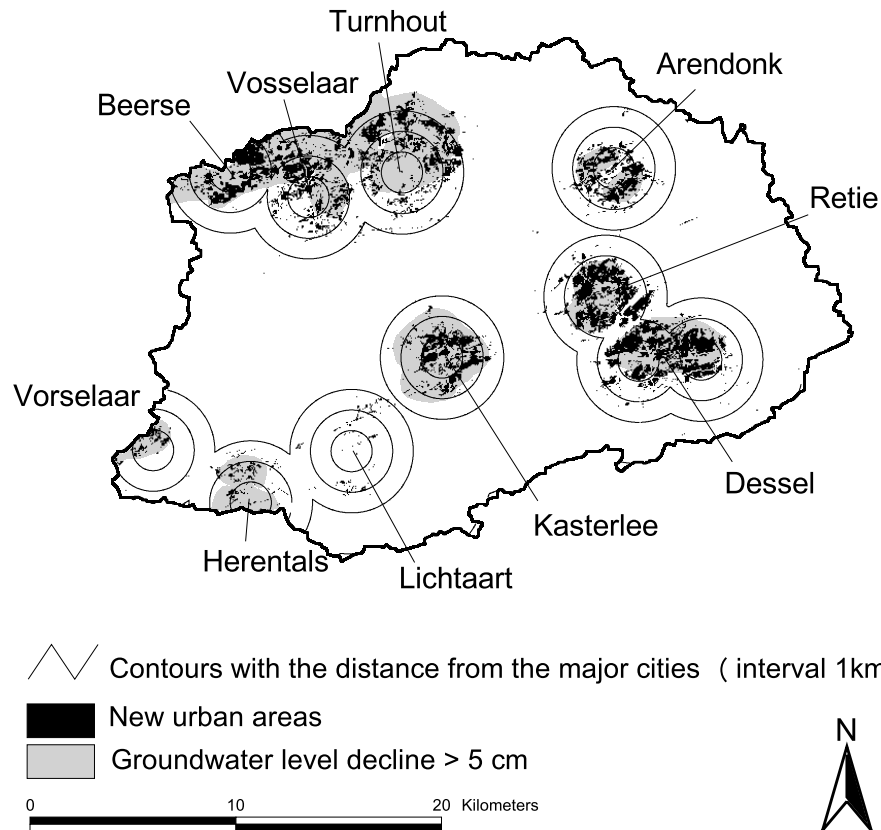 Turnhout
Arendonk
Vosselaar
Beerse
Retie
Vorselaar
Dessel
Kasterlee
Herentals
Lichtaart
Contours with the distance from the major cities ( interval 1km
New urban areas
Groundwater level decline > 5 cm
N
0 10 20 Kilometers